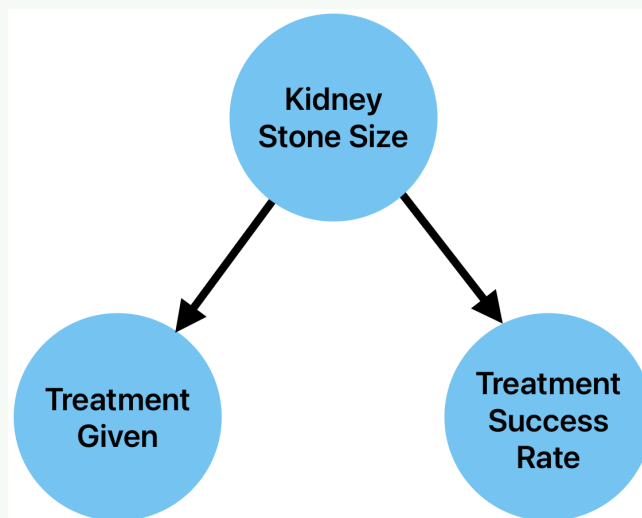 Kidney
Stone Size
Treatment
Given
Treatment
Success
Rate